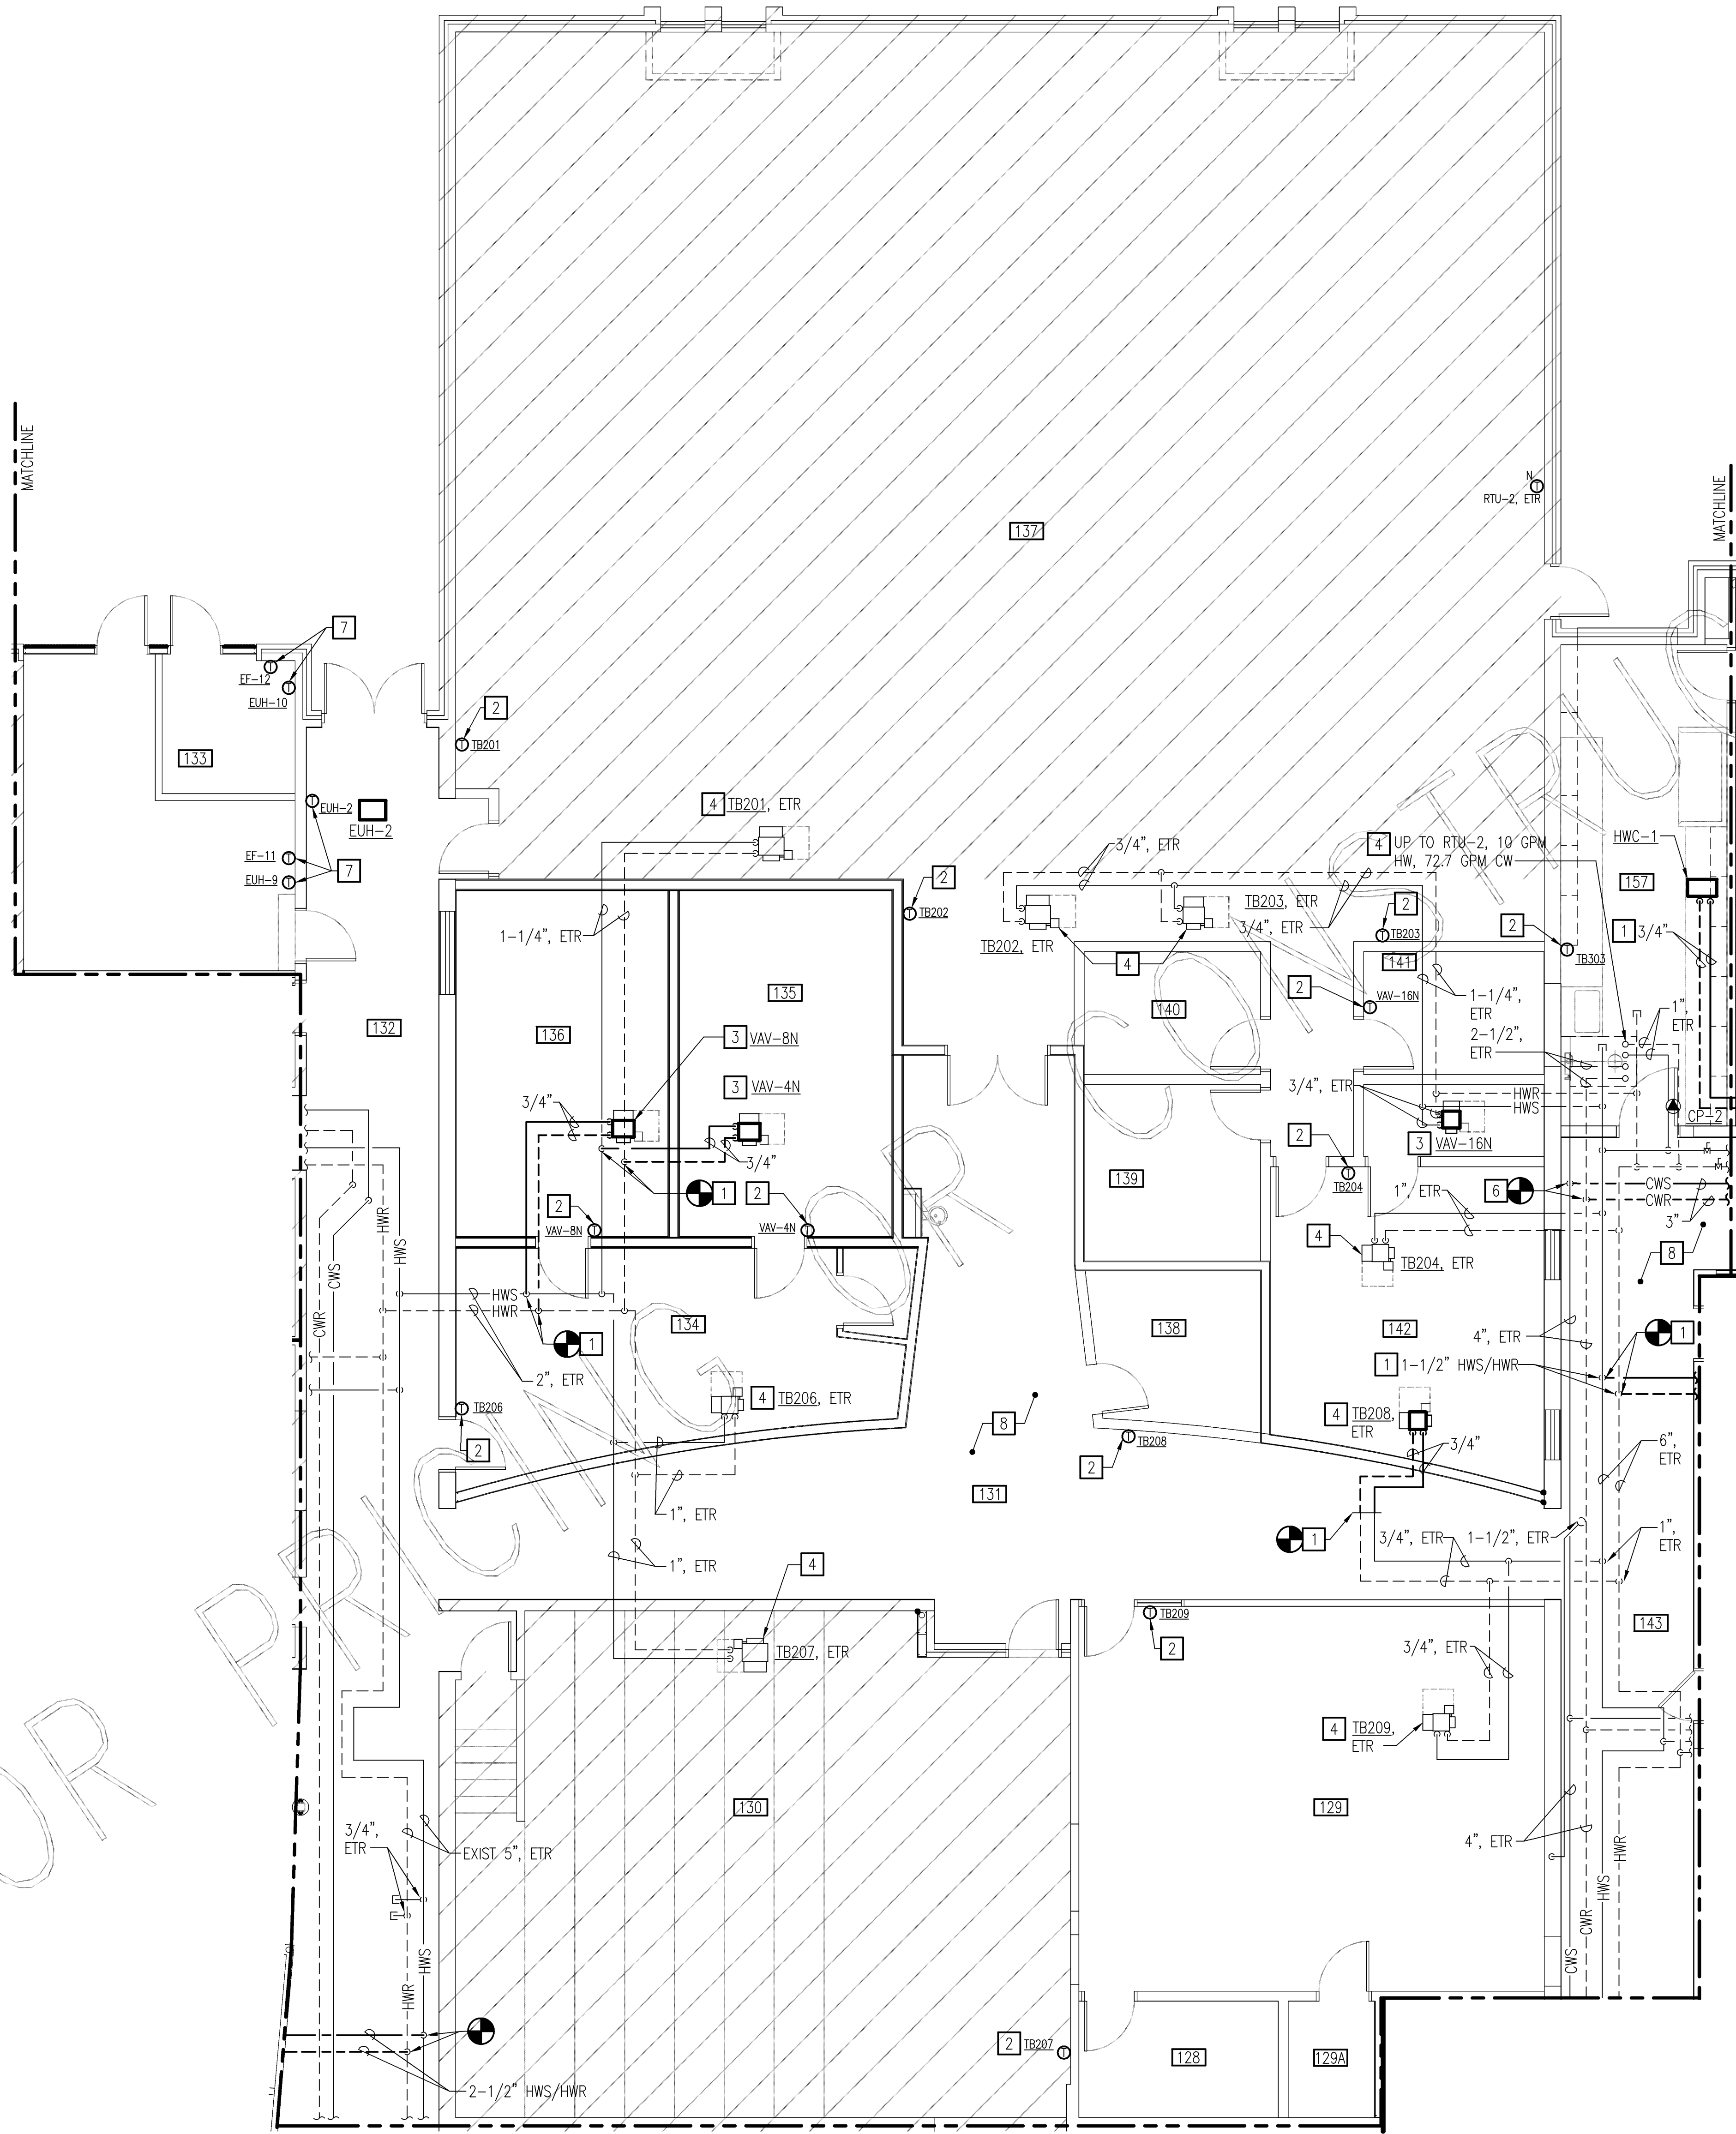 MATCHLINE
MATCHLINE
N
RTU-2, ETR
137
7
EF-12
EUH-10
133
2
TB201
EUH-2
EUH-2
EF-11
EUH-9
7
4 TB201, ETR
3/4", ETR
4 UP TO RTU-2, 10 GPM
HW, 72.7 GPM CW
HWC-1
157
2
TB202
TB203, ETR
3/4", ETR
2
TB203
2
TB303
1 3/4"
1-1/4", ETR
TB202, ETR
4
141
135
140
2
VAV-16N
1-1/4",
ETR
1",
ETR
132
136
3 VAV-8N
2-1/2",
ETR
3 VAV-4N
3/4", ETR
HWR
HWS
CP-2
3/4"
3/4"
3 VAV-16N
2
TB204
139
1
2
VAV-8N
2
VAV-4N
1", ETR
6
CWS
CWR
3"
HWR
HWS
CWS
CWR
4
TB204, ETR
8
HWS
HWR
134
138
142
4", ETR
1
1
2", ETR
1 1-1/2" HWS/HWR
TB206
2
4 TB206, ETR
8
4 TB208,
ETR
TB208
2
3/4"
6",
ETR
131
1", ETR
1
3/4", ETR
1-1/2", ETR
1",
ETR
1", ETR
4
TB209
2
143
TB207, ETR
3/4", ETR
4 TB209,
ETR
130
129
3/4",
ETR
EXIST 5", ETR
4", ETR
HWR
HWS
CWR
CWS
HWS
HWR
2 TB207
128
129A
2-1/2" HWS/HWR
FOR PRICING OR CONSTRUC